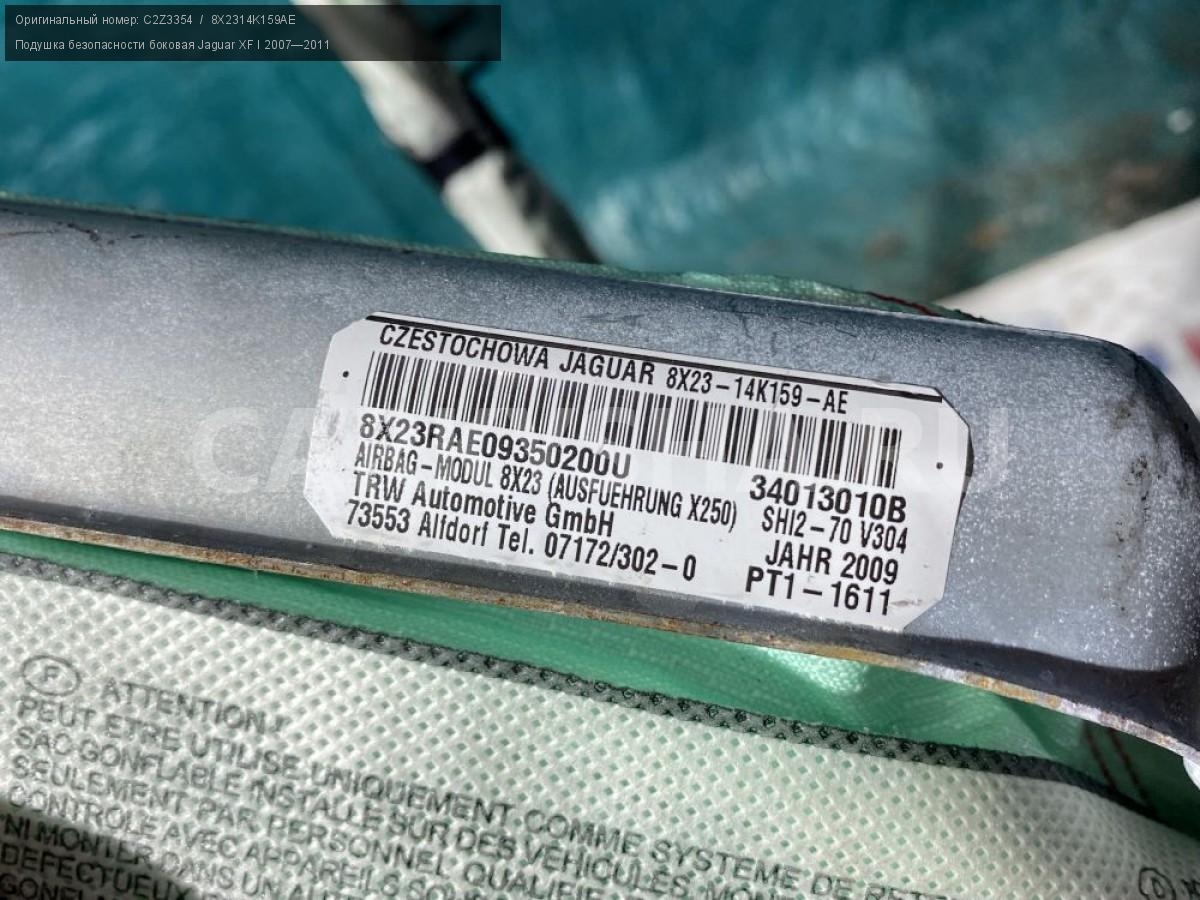 Оригинальный номер: C2Z3354 / 8X2314K159AE
Подушка безопасности боковая Jaguar XF I 2007—2011
CZESTOCHOWA JAGUAR 8X23-14K159-AE
8X23RAE09350200U
34013010B
AIRBAG-MODUL 8X23 (AUSFUEHRUNG X250)
SHI2-70 V304
TRW Automotive GmbH
JAHR 2009
73553 Alfdorf Tel. 07172/302-0
PT1-1611
F ATTENTION!
PEUT ETRE UTILISE UNIQUEMENT COMME SYSTEME DE
SAC GONFLABLE INSTALLE SUR DES VEHICULES.
SEULEMENT PAR PERSONNEL
CONTROLE AVEC APPAREILS
NI MONTER DANS UN
DEFECTUEUX
D